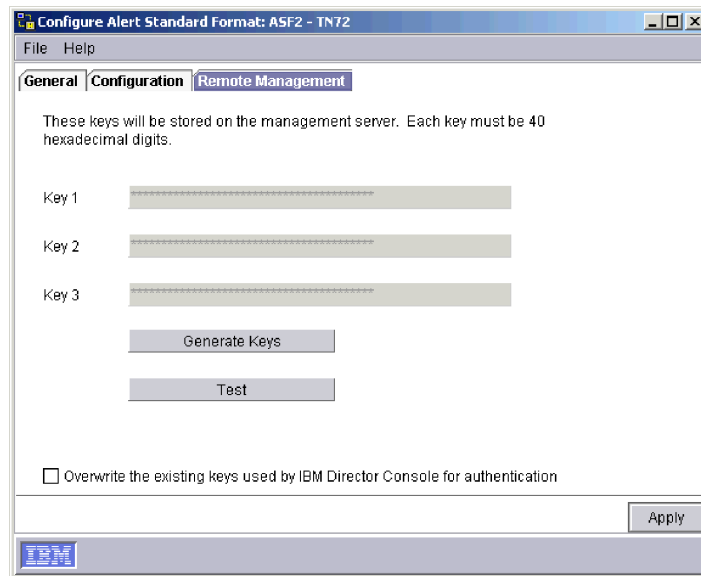 Configure Alert Standard Format: ASF2 - TN72
File Help
General Configuration Remote Management
These keys will be stored on the management server. Each key must be 40
hexadecimal digits.
Key 1 ****************************************
Key 2 ****************************************
Key 3 ****************************************
Generate Keys
Test
Overwrite the existing keys used by IBM Director Console for authentication
Apply
IBM